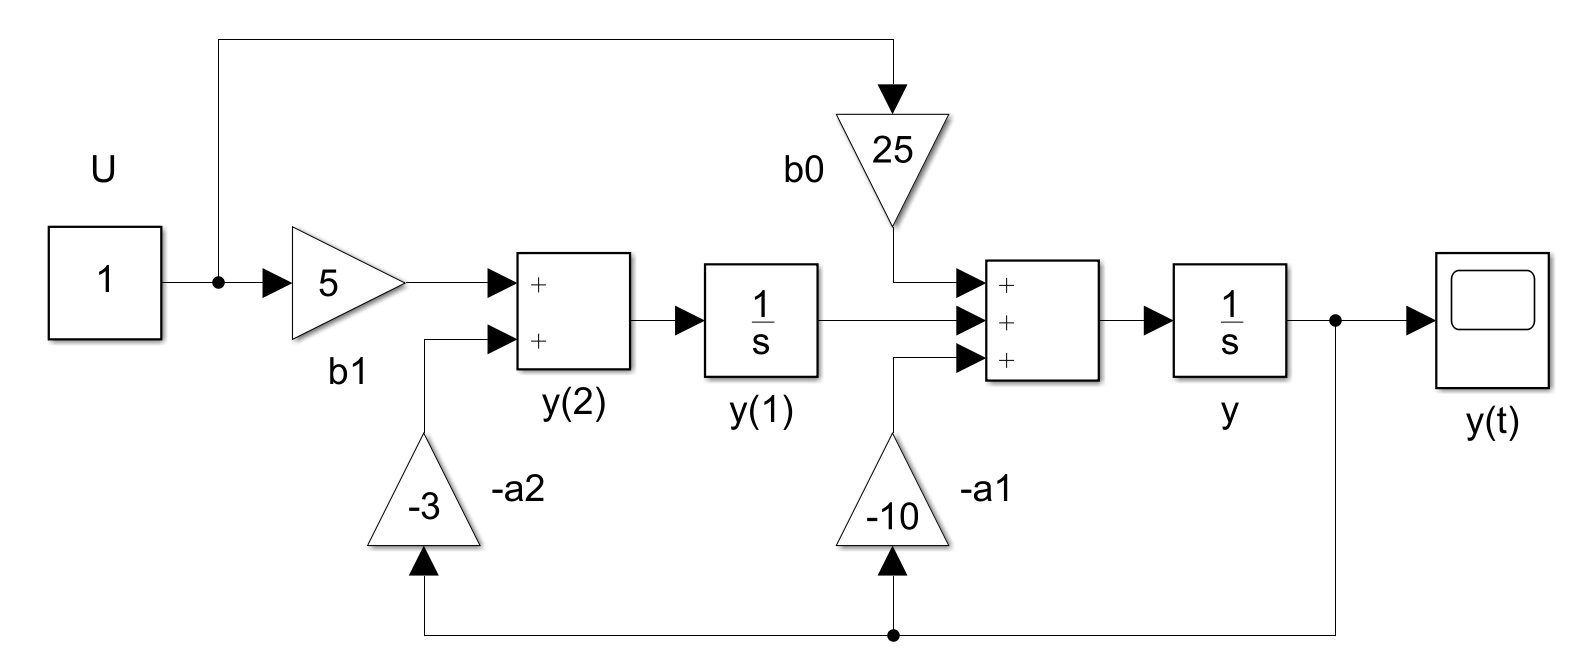 U
1
5
b1
+
+
y(2)
1
s
y(1)
25
b0
+
+
+
1
s
y
y(t)
-3
-a2
-10
-a1